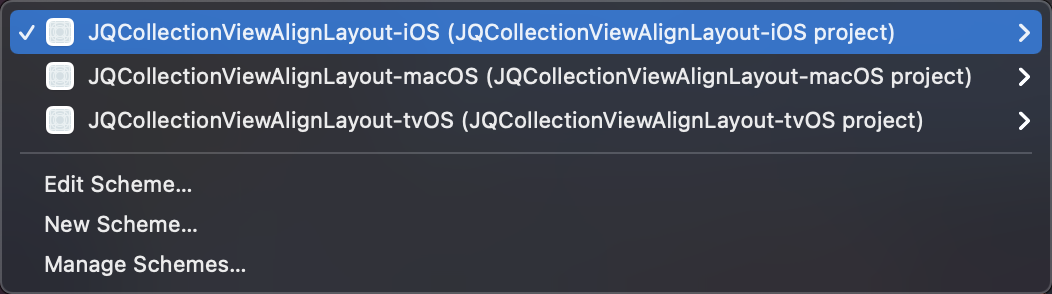 JQCollectionViewAlignLayout-iOS (JQCollectionViewAlignLayout-iOS project)
JQCollectionViewAlignLayout-macOS (JQCollectionViewAlignLayout-macOS project)
JQCollectionViewAlignLayout-tvOS (JQCollectionViewAlignLayout-tvOS project)
Edit Scheme...
New Scheme...
Manage Schemes...